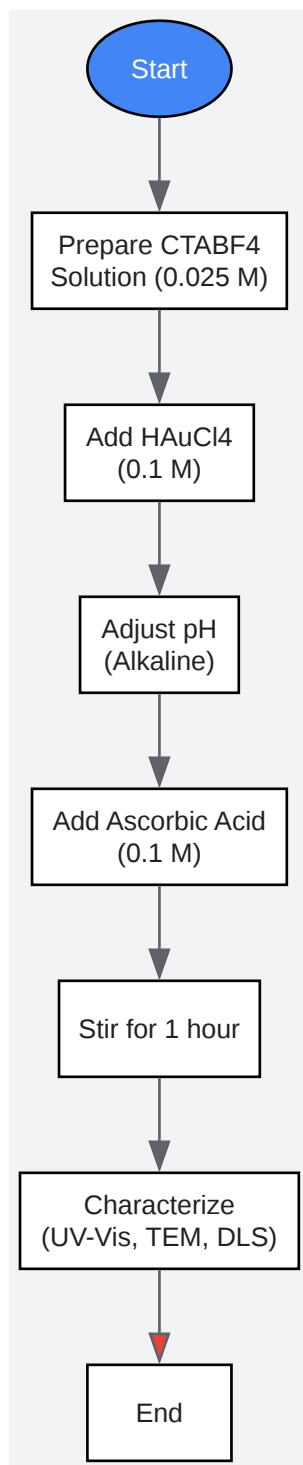 Start
Prepare CTABF4
Solution (0.025 M)
Add HAuCl4
(0.1 M)
Adjust pH
(Alkaline)
Add Ascorbic Acid
(0.1 M)
Stir for 1 hour
Characterize
(UV-Vis, TEM, DLS)
End